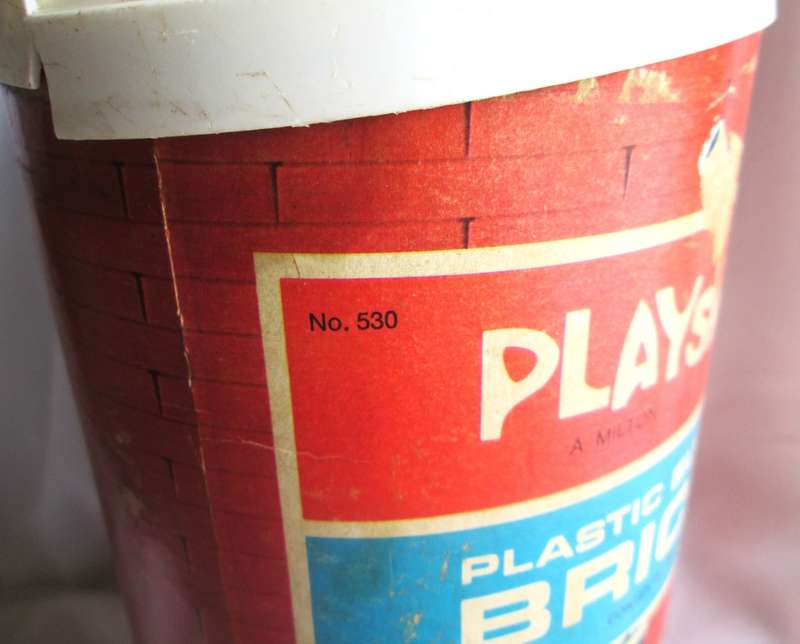 No. 530
PLAYS
A MILTON
PLASTIC B
BRIC